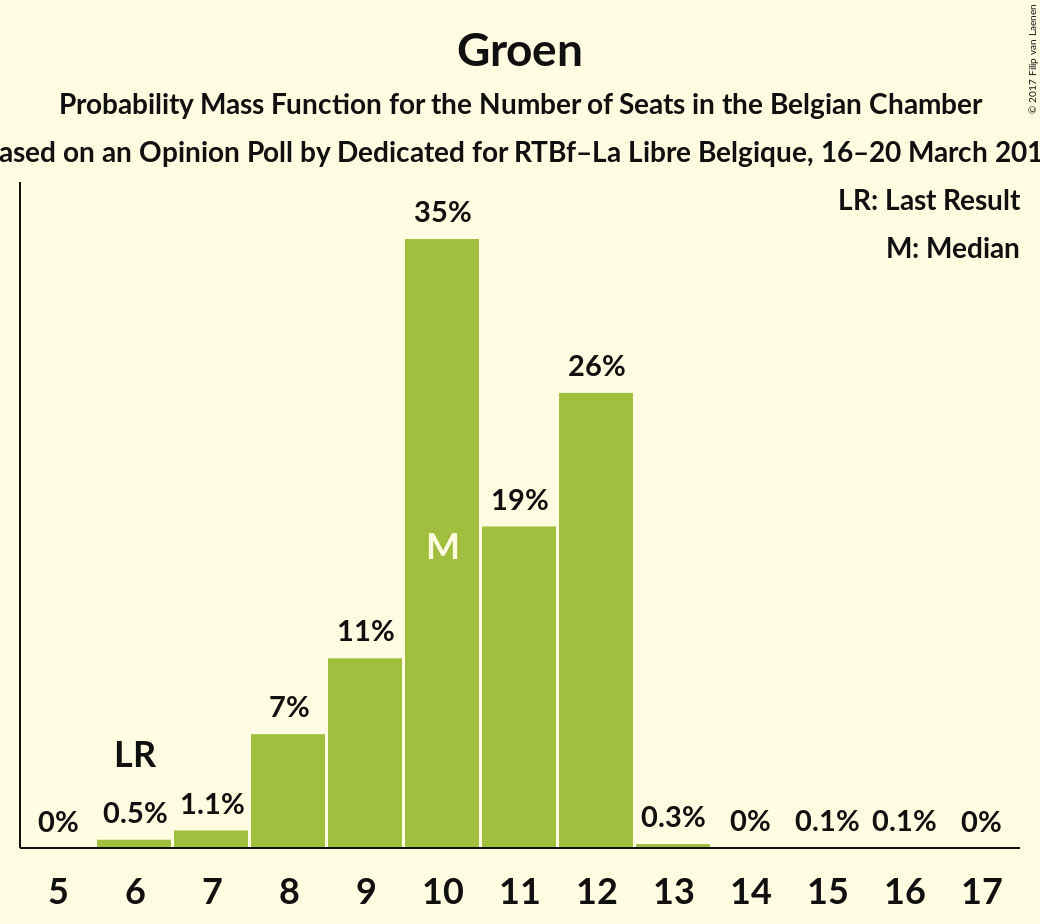 Groen
Probability Mass Function for the Number of Seats in the Belgian Chamber
ased on an Opinion Poll by Dedicated for RTBf–La Libre Belgique, 16–20 March 201
© 2017 Filip van Laenen
LR: Last Result
M: Median
35%
26%
19%
M
11%
7%
LR
0% 0.5% 1.1% 0.3% 0% 0.1% 0.1% 0%
5 6 7 8 9 10 11 12 13 14 15 16 17